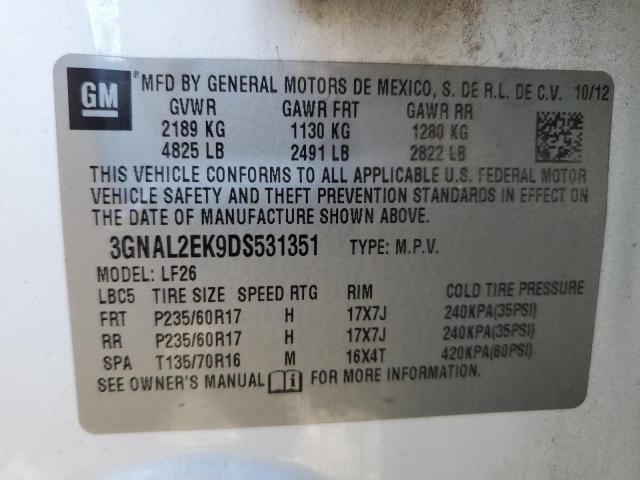 GM
MFD BY GENERAL MOTORS DE MEXICO, S. DE R.L. DE C.V. 10/12
GVWR GAWR FRT GAWR RR
2189 KG 1130 KG 1280 KG
4825 LB 2491 LB 2822 LB
THIS VEHICLE CONFORMS TO ALL APPLICABLE U.S. FEDERAL MOTOR
VEHICLE SAFETY AND THEFT PREVENTION STANDARDS IN EFFECT ON
THE DATE OF MANUFACTURE SHOWN ABOVE.
3GNAL2EK9DS531351 TYPE: M.P.V.
MODEL: LF26
LBC5 TIRE SIZE SPEED RTG RIM COLD TIRE PRESSURE
FRT P235/60R17 H 17X7J 240KPA(35PSI)
RR P235/60R17 H 17X7J 240KPA(35PSI)
SPA T135/70R16 M 16X4T 420KPA(60PSI)
SEE OWNER'S MANUAL FOR MORE INFORMATION.